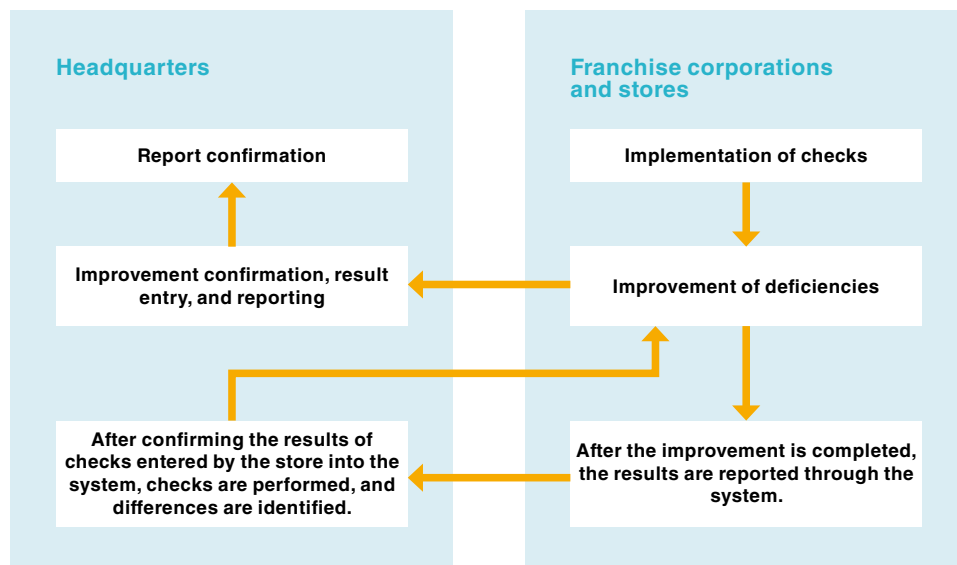 Headquarters
Report confirmation
Improvement confirmation, result
entry, and reporting
After confirming the results of
checks entered by the store into the
system, checks are performed, and
differences are identified.
Franchise corporations
and stores
Implementation of checks
Improvement of deficiencies
After the improvement is completed,
the results are reported through the
system.